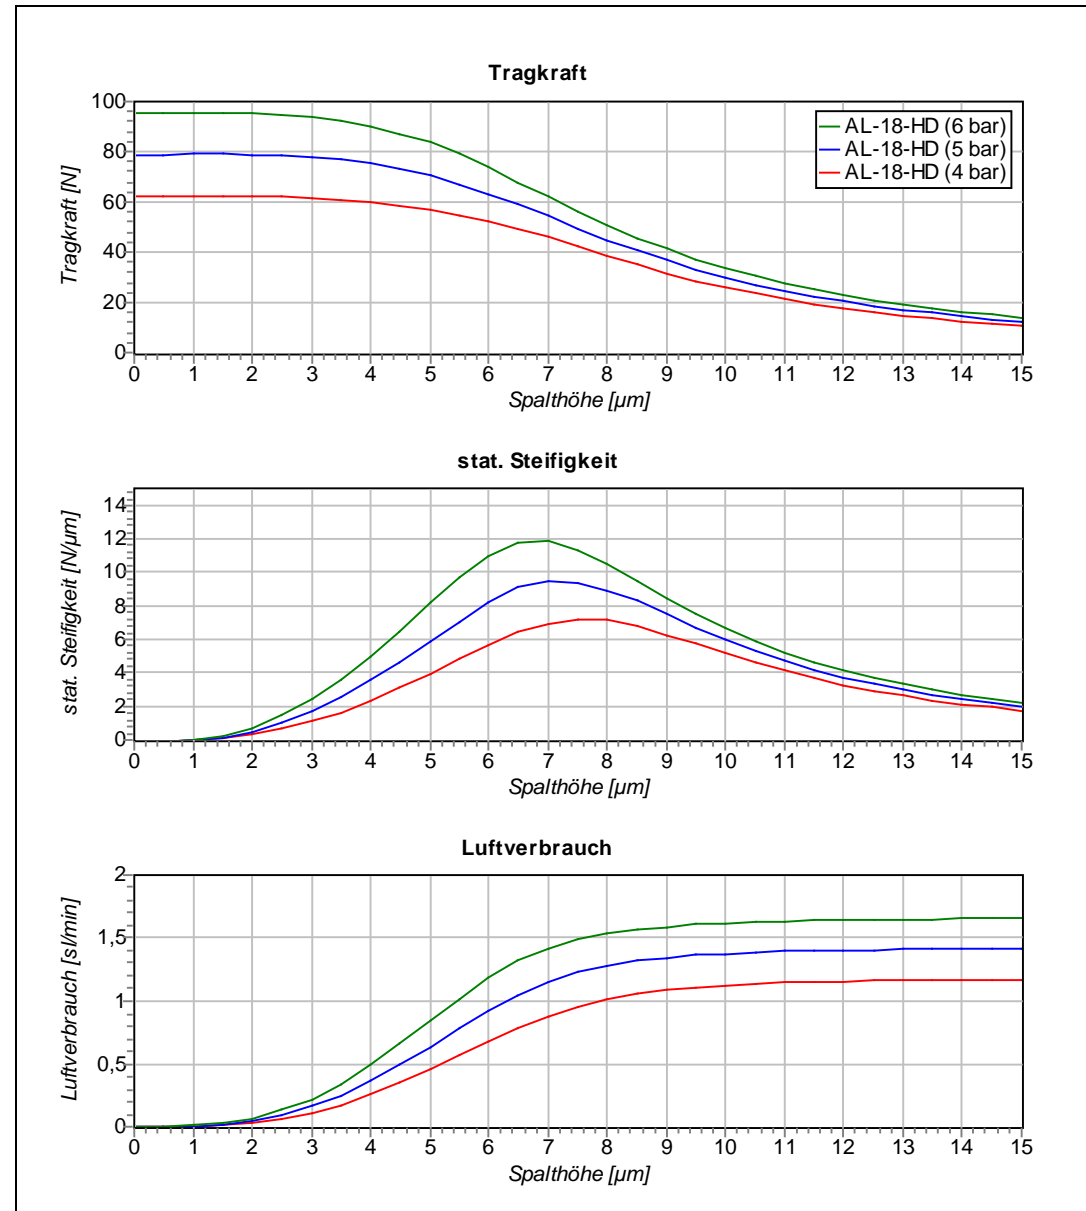 Tragkraft
100
80
60
40
20
0
Tragkraft [N]
AL-18-HD (6 bar)
AL-18-HD (5 bar)
AL-18-HD (4 bar)
0 1 2 3 4 5 6 7 8 9 10 11 12 13 14 15
Spalthöhe [µm]
stat. Steifigkeit
14
12
10
8
6
4
2
0
stat. Steifigkeit [N/µm]
0 1 2 3 4 5 6 7 8 9 10 11 12 13 14 15
Spalthöhe [µm]
Luftverbrauch
2
1,5
1
0,5
0
Luftverbrauch [sl/min]
0 1 2 3 4 5 6 7 8 9 10 11 12 13 14 15
Spalthöhe [µm]